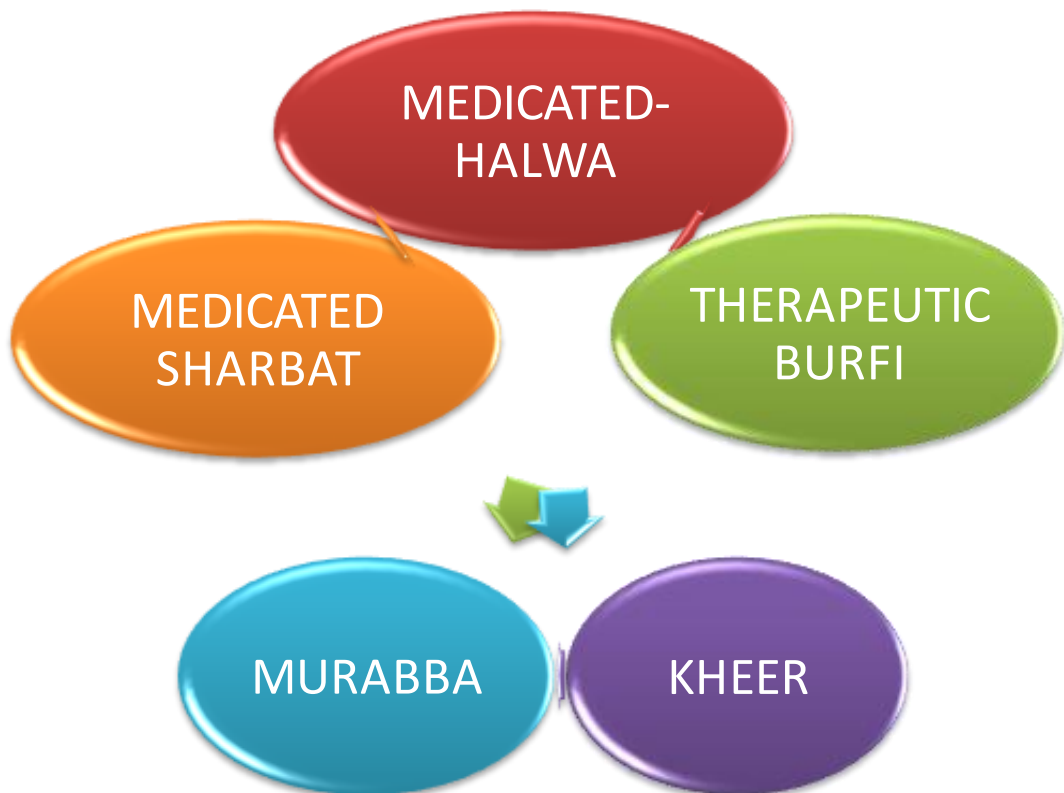 MEDICATED-
HALWA
MEDICATED
SHARBAT
THERAPEUTIC
BURFI
MURABBA
KHEER